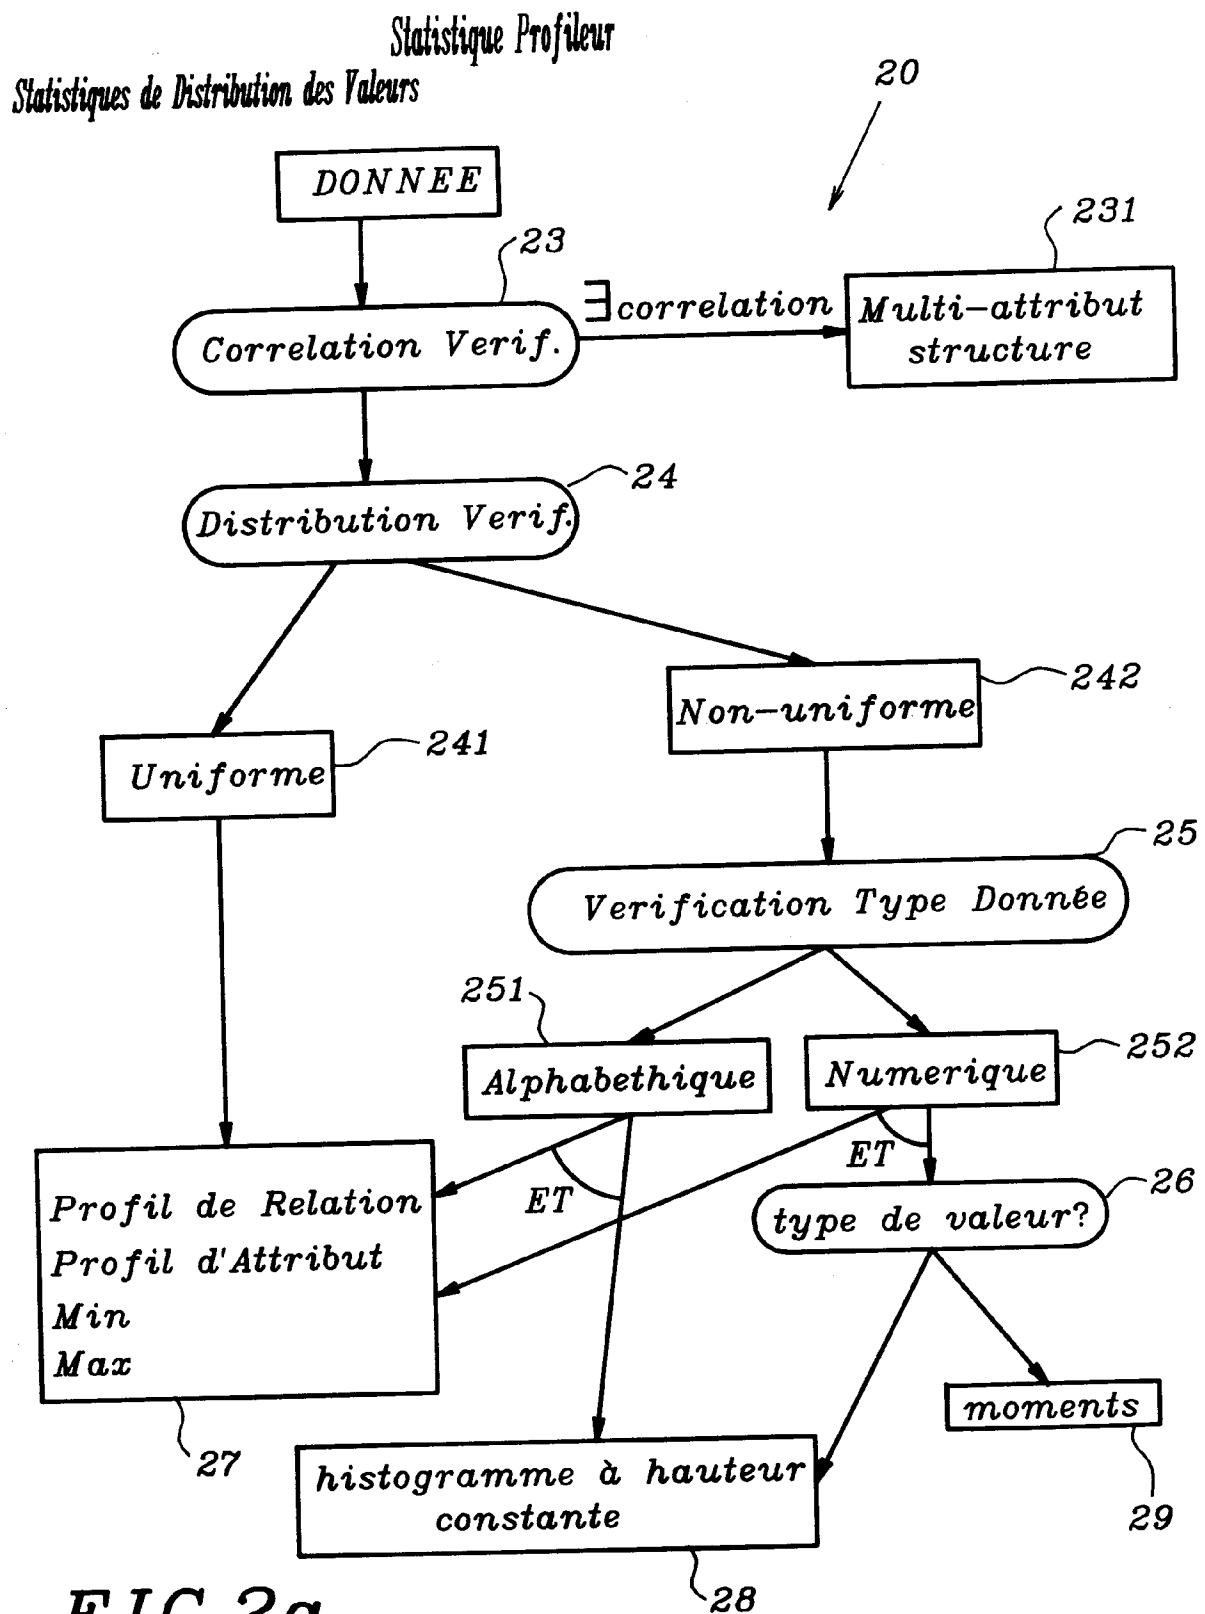 Statistique Profileur
Statistiques de Distribution des Valeurs
20
DONNEE
23
∃ correlation
231
Multi-attribut
structure
Correlation Verif.
24
Distribution Verif.
242
Non-uniforme
241
Uniforme
25
Verification Type Donnée
251
Alphabethique
252
Numerique
ET
ET
26
type de valeur?
Profil de Relation
Profil d'Attribut
Min
Max
27
moments
29
histogramme à hauteur
constante
28
FIG.2a